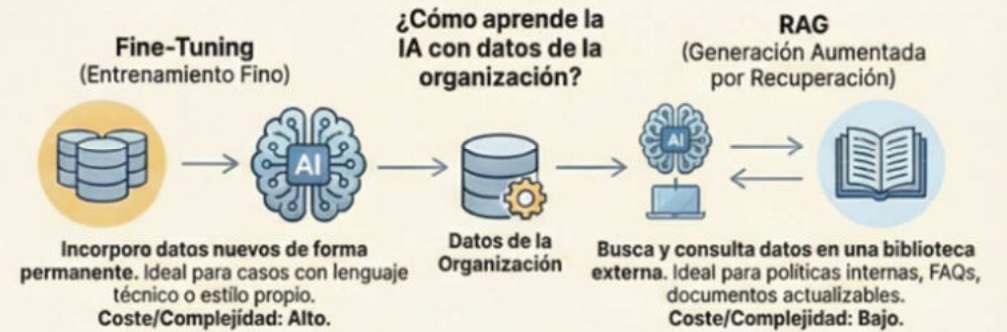 ¿Cómo aprende la
IA con datos de la
organización?
Fine-Tuning
(Entrenamiento Fino)
AI
Incorporo datos nuevos de forma
permanente. Ideal para casos con lenguaje
técnico o estilo propio.
Coste/Complejidad: Alto.
Datos de la
Organización
RAG
(Generación Aumentada
por Recuperación)
AI
Busca y consulta datos en una biblioteca
externa. Ideal para políticas internas, FAQs,
documentos actualizables.
Coste/Complejidad: Bajo.